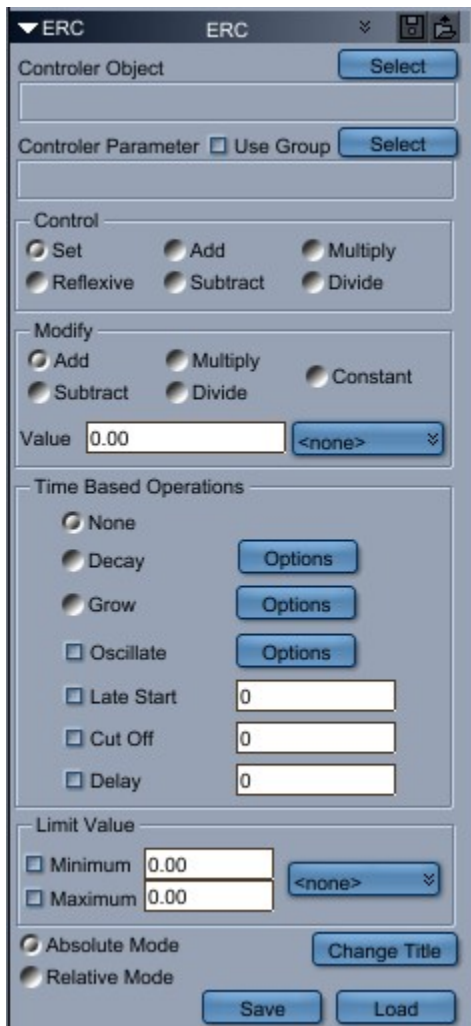 ERC ERC
Controler Object Select
Controler Parameter Use Group Select
Control
Set Add Multiply
Reflexive Subtract Divide
Modify
Add Multiply Constant
Subtract Divide
Value 0.00 <none>
Time Based Operations
None
Decay Options
Grow Options
Oscillate Options
Late Start 0
Cut Off 0
Delay 0
Limit Value
Minimum 0.00 <none>
Maximum 0.00
Absolute Mode Change Title
Relative Mode
Save Load